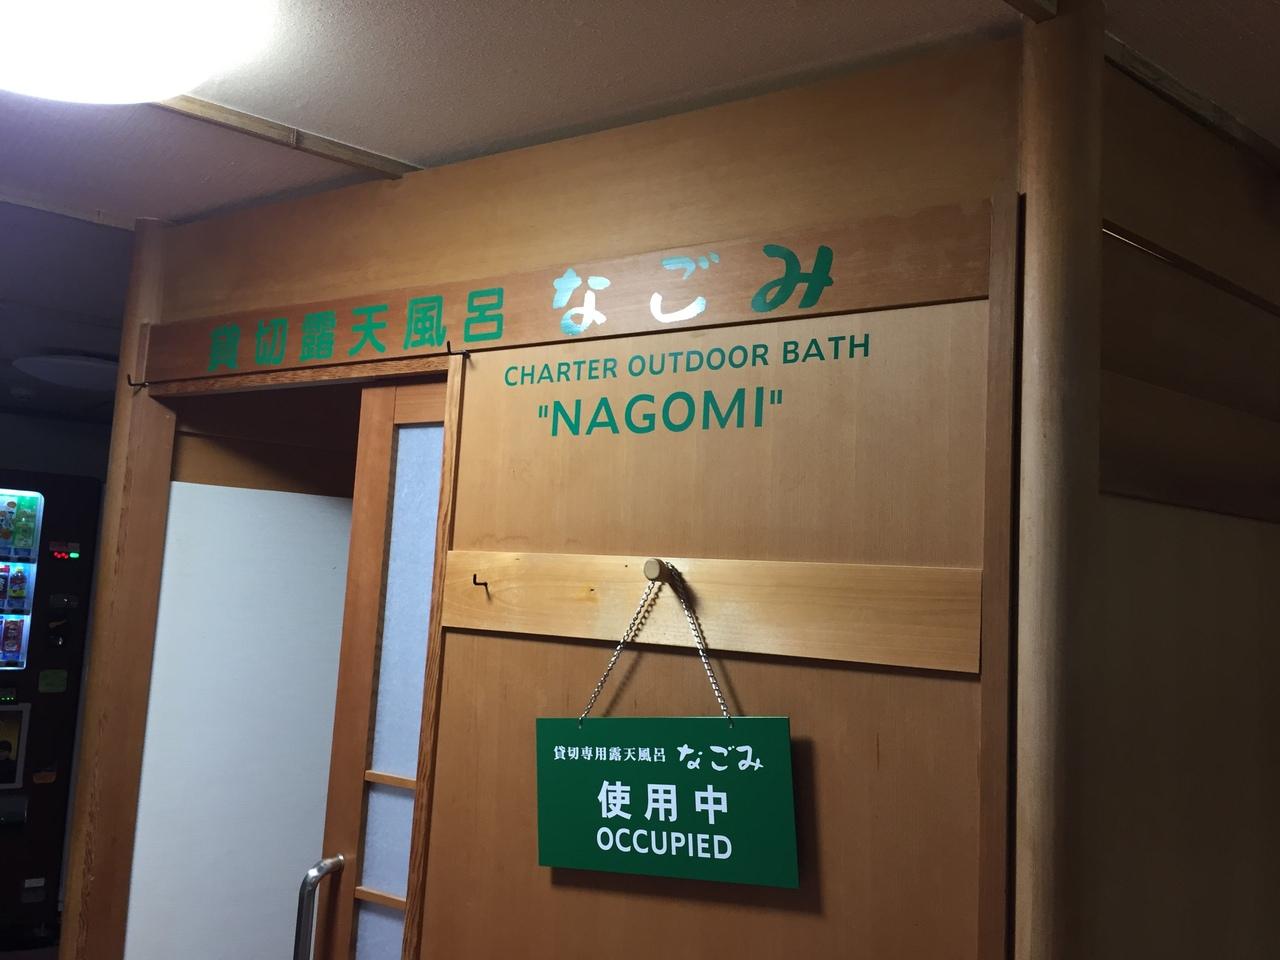 貸切露天風呂 なごみ
CHARTER OUTDOOR BATH
"NAGOMI"
貸切専用露天風呂 なごみ
使用中
OCCUPIED